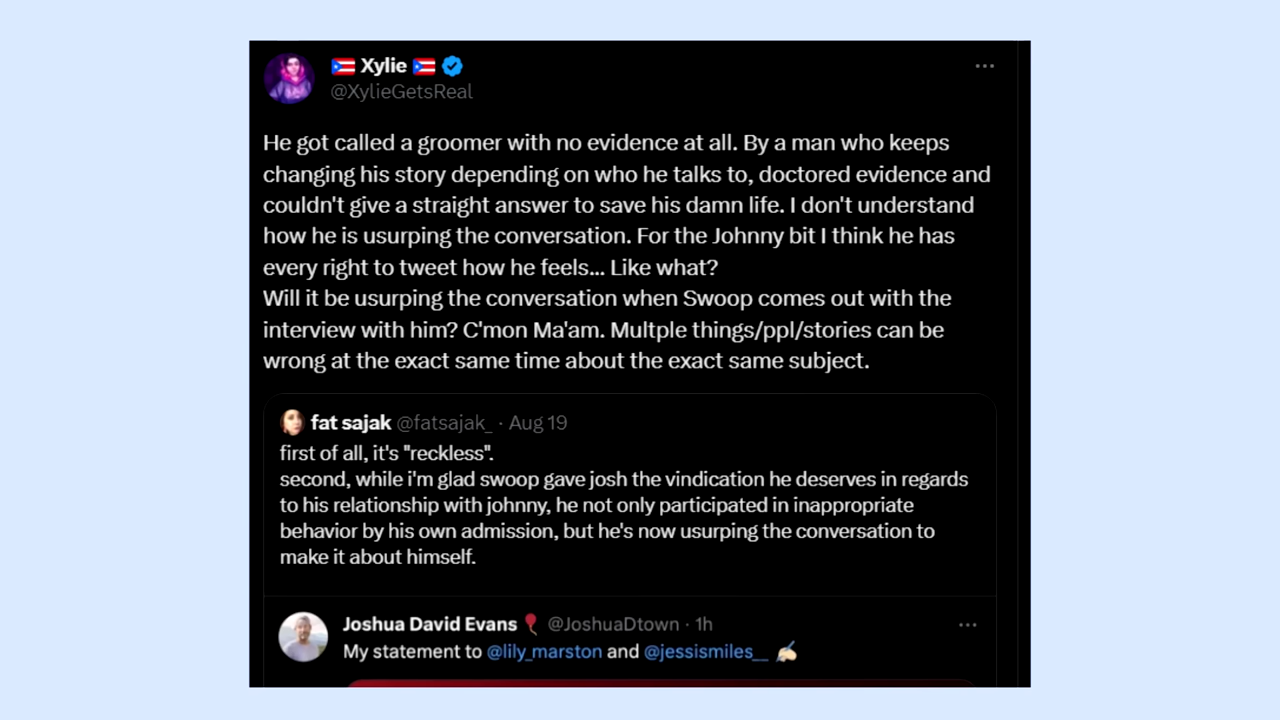 🇵🇷 Xylie 🇵🇷
@XylieGetsReal
He got called a groomer with no evidence at all. By a man who keeps
changing his story depending on who he talks to, doctored evidence and
couldn't give a straight answer to save his damn life. I don't understand
how he is usurping the conversation. For the Johnny bit I think he has
every right to tweet how he feels... Like what?
Will it be usurping the conversation when Swoop comes out with the
interview with him? C'mon Ma'am. Multple things/ppl/stories can be
wrong at the exact same time about the exact same subject.
fat sajak @fatsajak_ · Aug 19
first of all, it's "reckless".
second, while i'm glad swoop gave josh the vindication he deserves in regards
to his relationship with johnny, he not only participated in inappropriate
behavior by his own admission, but he's now usurping the conversation to
make it about himself.
Joshua David Evans🎈 @JoshuaDtown · 1h
My statement to @lily_marston and @jessismiles__ ✍🏻